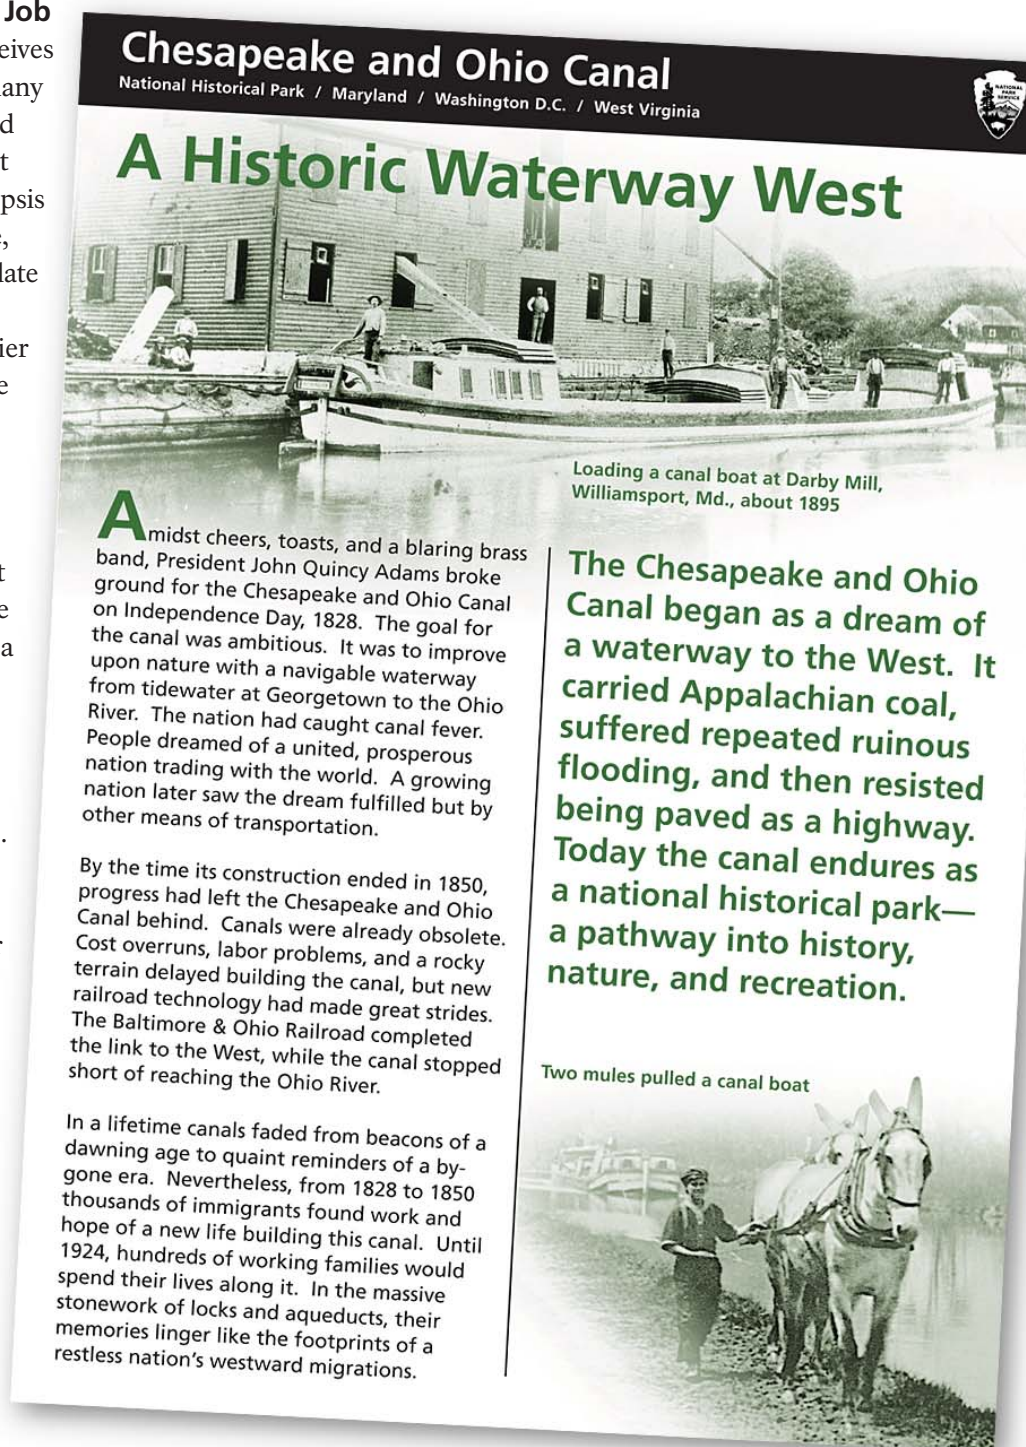 Job
eives
any
d
t
psis
e,
late
ier
e
t
e
a
.
.
Chesapeake and Ohio Canal
National Historical Park / Maryland / Washington D.C. / West Virginia
NATIONAL
PARK
SERVICE
A Historic Waterway West
Loading a canal boat at Darby Mill,
Williamsport, Md., about 1895
Amidst cheers, toasts, and a blaring brass
band, President John Quincy Adams broke
ground for the Chesapeake and Ohio Canal
on Independence Day, 1828. The goal for
the canal was ambitious. It was to improve
upon nature with a navigable waterway
from tidewater at Georgetown to the Ohio
River. The nation had caught canal fever.
People dreamed of a united, prosperous
nation trading with the world. A growing
nation later saw the dream fulfilled but by
other means of transportation.
By the time its construction ended in 1850,
progress had left the Chesapeake and Ohio
Canal behind. Canals were already obsolete.
Cost overruns, labor problems, and a rocky
terrain delayed building the canal, but new
railroad technology had made great strides.
The Baltimore & Ohio Railroad completed
the link to the West, while the canal stopped
short of reaching the Ohio River.
In a lifetime canals faded from beacons of a
dawning age to quaint reminders of a by-
gone era. Nevertheless, from 1828 to 1850
thousands of immigrants found work and
hope of a new life building this canal. Until
1924, hundreds of working families would
spend their lives along it. In the massive
stonework of locks and aqueducts, their
memories linger like the footprints of a
restless nation's westward migrations.
The Chesapeake and Ohio
Canal began as a dream of
a waterway to the West. It
carried Appalachian coal,
suffered repeated ruinous
flooding, and then resisted
being paved as a highway.
Today the canal endures as
a national historical park—
a pathway into history,
nature, and recreation.
Two mules pulled a canal boat